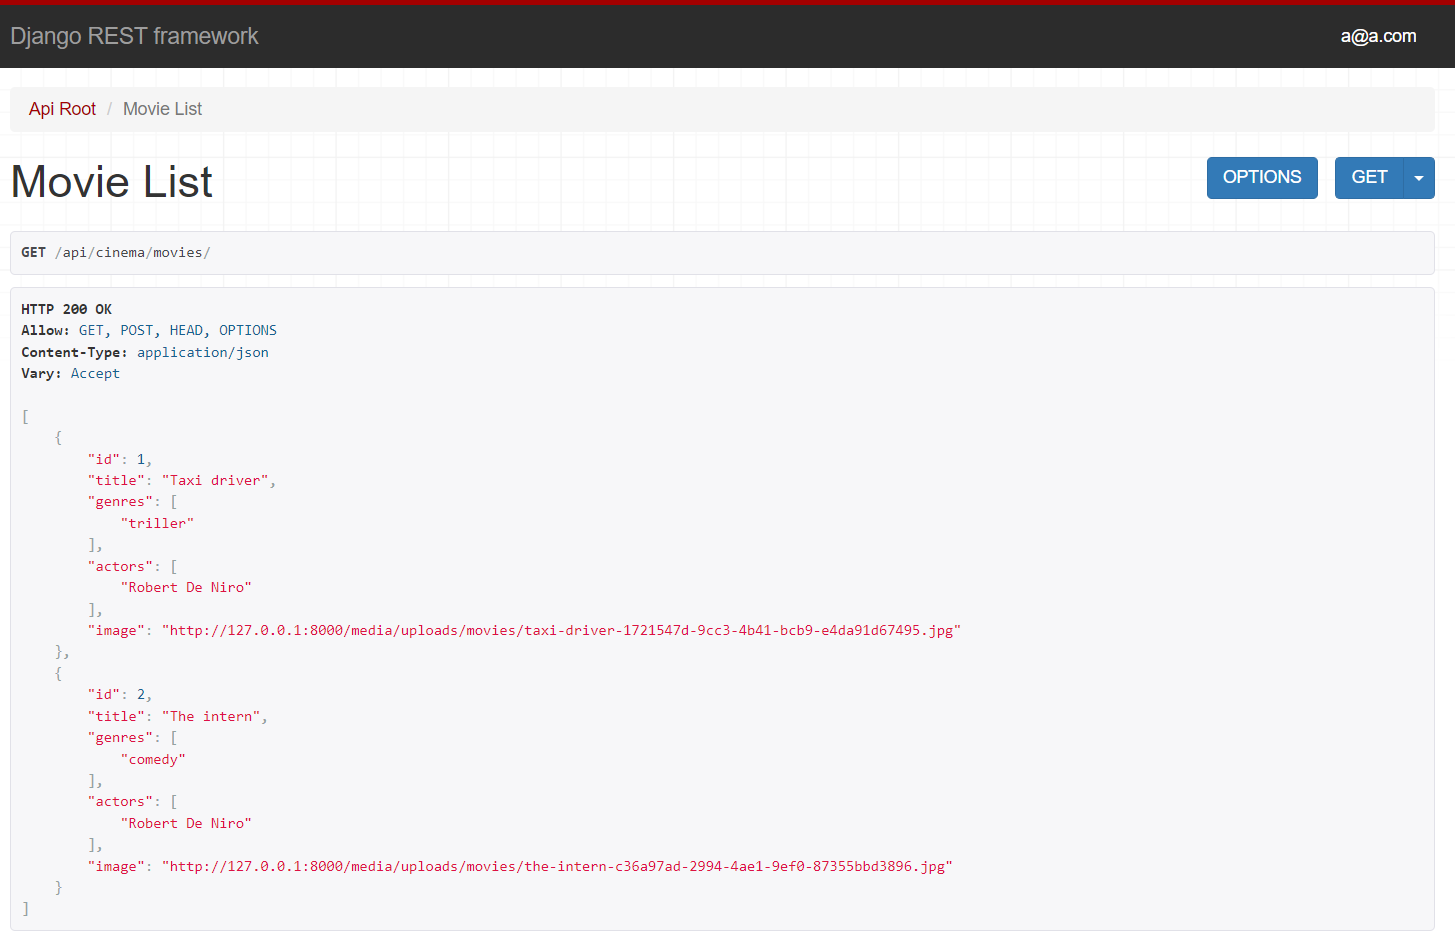 Django REST framework
a@a.com
Api Root / Movie List
Movie List
OPTIONS
GET
GET /api/cinema/movies/
HTTP 200 OK
Allow: GET, POST, HEAD, OPTIONS
Content-Type: application/json
Vary: Accept
[
    {
        "id": 1,
        "title": "Taxi driver",
        "genres": [
            "triller"
        ],
        "actors": [
            "Robert De Niro"
        ],
        "image": "http://127.0.0.1:8000/media/uploads/movies/taxi-driver-1721547d-9cc3-4b41-bcb9-e4da91d67495.jpg"
    },
    {
        "id": 2,
        "title": "The intern",
        "genres": [
            "comedy"
        ],
        "actors": [
            "Robert De Niro"
        ],
        "image": "http://127.0.0.1:8000/media/uploads/movies/the-intern-c36a97ad-2994-4ae1-9ef0-87355bbd3896.jpg"
    }
]